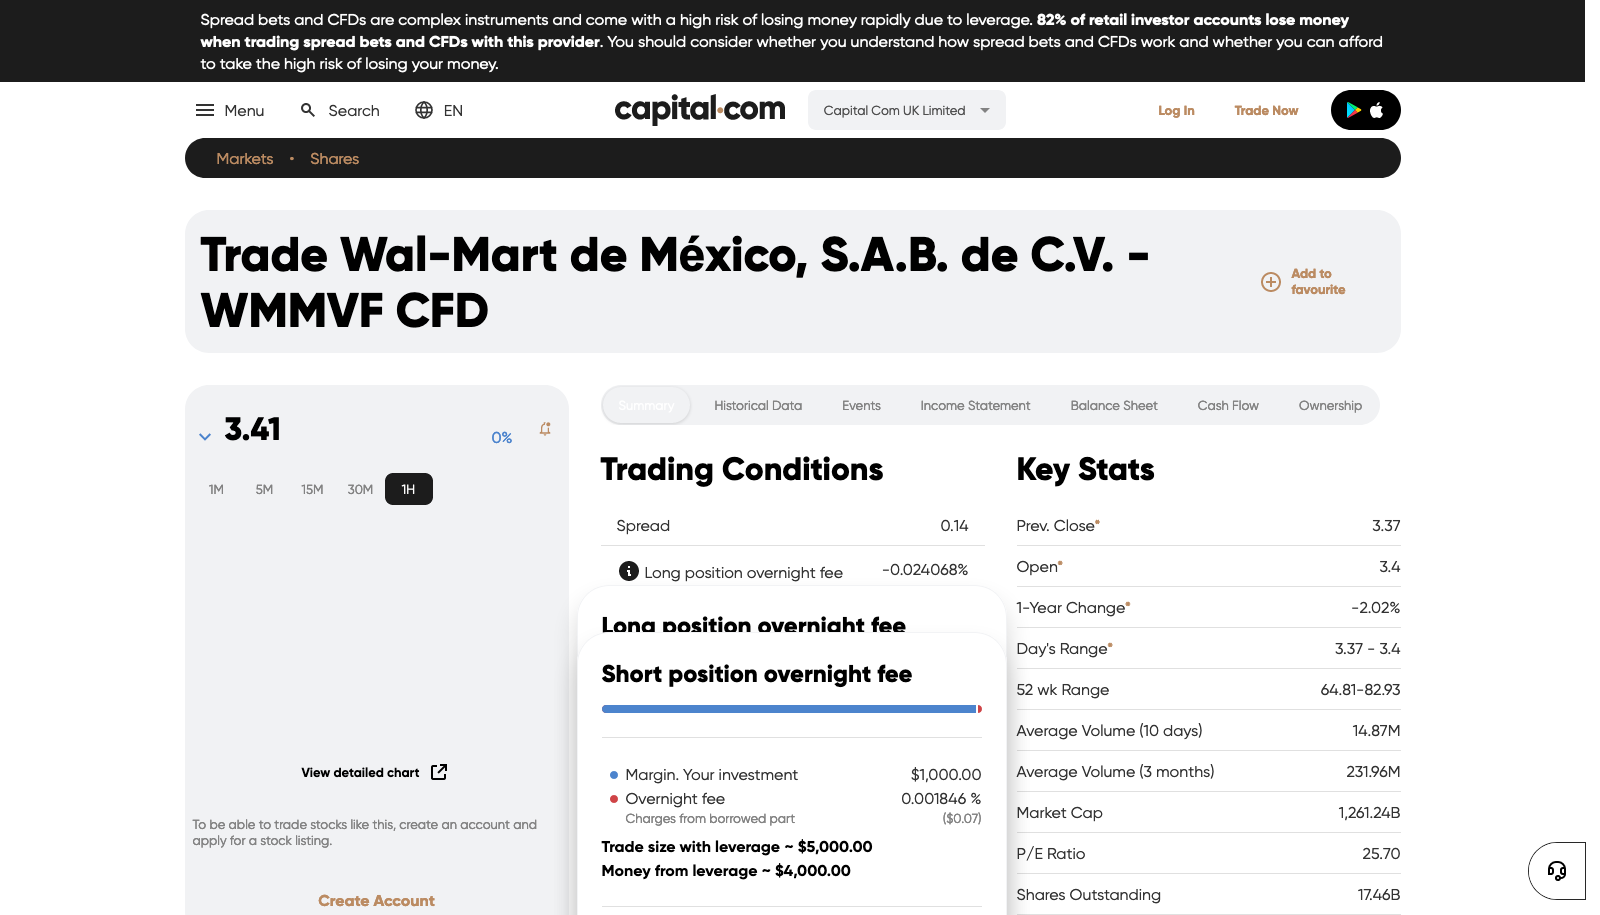 Spread bets and CFDs are complex instruments and come with a high risk of losing money rapidly due to leverage. 82% of retail investor accounts lose money
when trading spread bets and CFDs with this provider. You should consider whether you understand how spread bets and CFDs work and whether you can afford
to take the high risk of losing your money.
Menu
Search
EN
capital.com
Capital Com UK Limited
Log In
Trade Now
Markets • Shares
Trade Wal-Mart de México, S.A.B. de C.V. -
WMMVF CFD
Add to
favourite
3.41
0%
1M 5M 15M 30M 1H
View detailed chart
To be able to trade stocks like this, create an account and
apply for a stock listing.
Create Account
Summary Historical Data Events Income Statement Balance Sheet Cash Flow Ownership
Trading Conditions
Spread 0.14
Long position overnight fee -0.024068%
Long position overnight fee
Short position overnight fee
Margin. Your investment $1,000.00
Overnight fee 0.001846 %
Charges from borrowed part ($0.07)
Trade size with leverage ~ $5,000.00
Money from leverage ~ $4,000.00
Key Stats
Prev. Close* 3.37
Open* 3.4
1-Year Change* -2.02%
Day's Range* 3.37 - 3.4
52 wk Range 64.81-82.93
Average Volume (10 days) 14.87M
Average Volume (3 months) 231.96M
Market Cap 1,261.24B
P/E Ratio 25.70
Shares Outstanding 17.46B